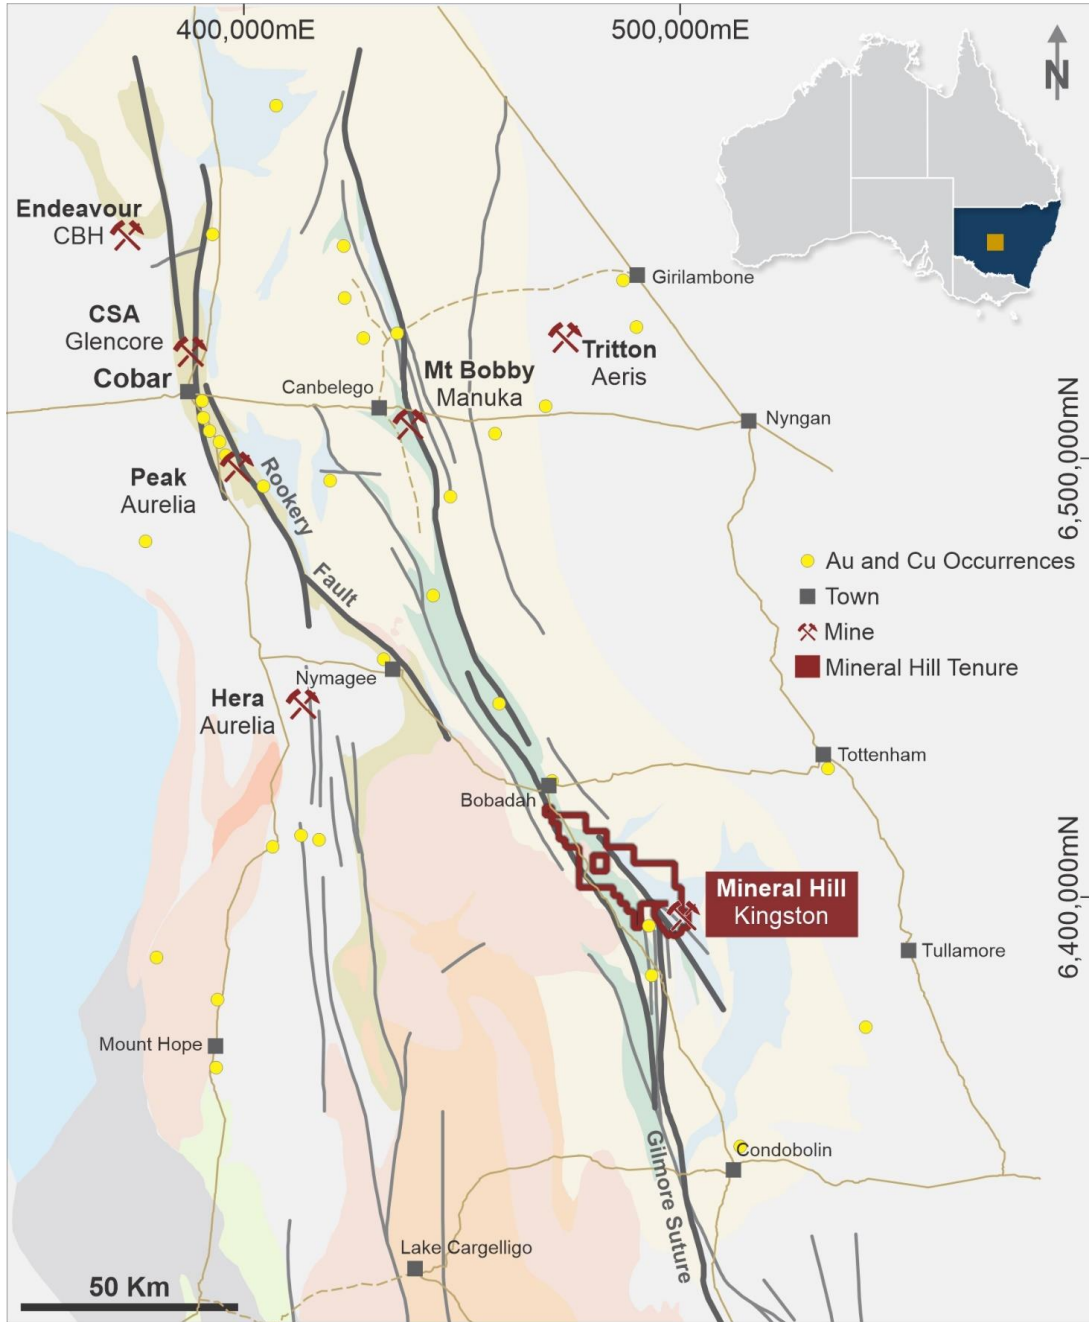 400,000mE
500,000mE
N
Endeavour
CBH
Girilambone
CSA
Glencore
Tritton
Aeris
Cobar
Mt Bobby
Manuka
Canbelego
Nyngan
6,500,000mN
Peak
Aurelia
Rookery
Fault
Au and Cu Occurrences
Town
Mine
Mineral Hill Tenure
Nymagee
Hera
Aurelia
Tottenham
Bobadah
Mineral Hill
Kingston
6,400,000mN
Tullamore
Mount Hope
Condobolin
Gilmore Suture
Lake Cargelligo
50 Km